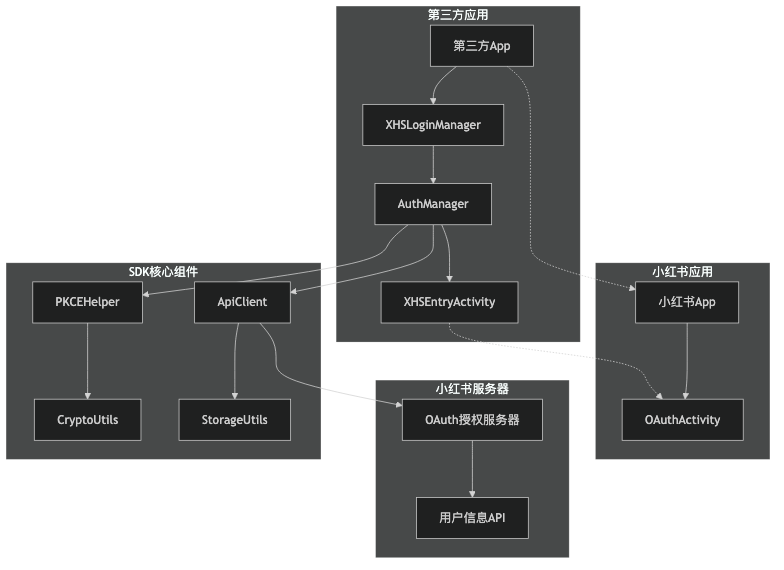 第三方应用
第三方App
XHSLoginManager
AuthManager
XHSEntryActivity
SDK核心组件
PKCEHelper
ApiClient
CryptoUtils
StorageUtils
小红书应用
小红书App
OAuthActivity
小红书服务器
OAuth授权服务器
用户信息API